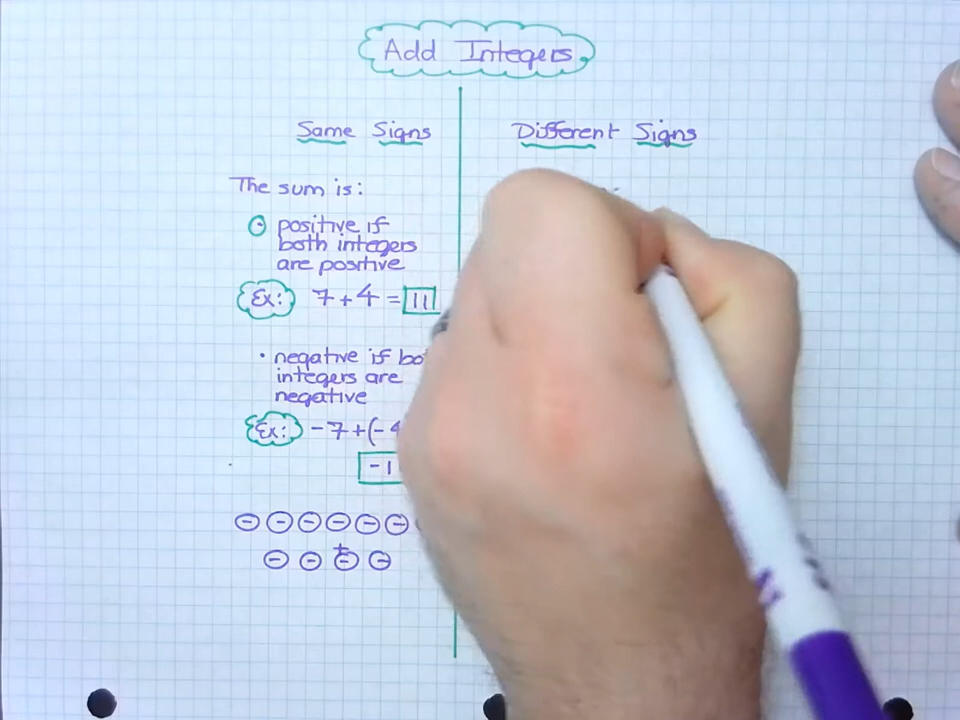 Add Integers
Same Signs
The sum is:
positive if
both integers
are positive
Ex: 7 + 4 = 11
• negative if
integers are
negative
Ex: -7 + (-4
⊖ ⊖ ⊖ ⊖ ⊖ ⊖
+
⊖ ⊖ ⊖ ⊖
Different Signs